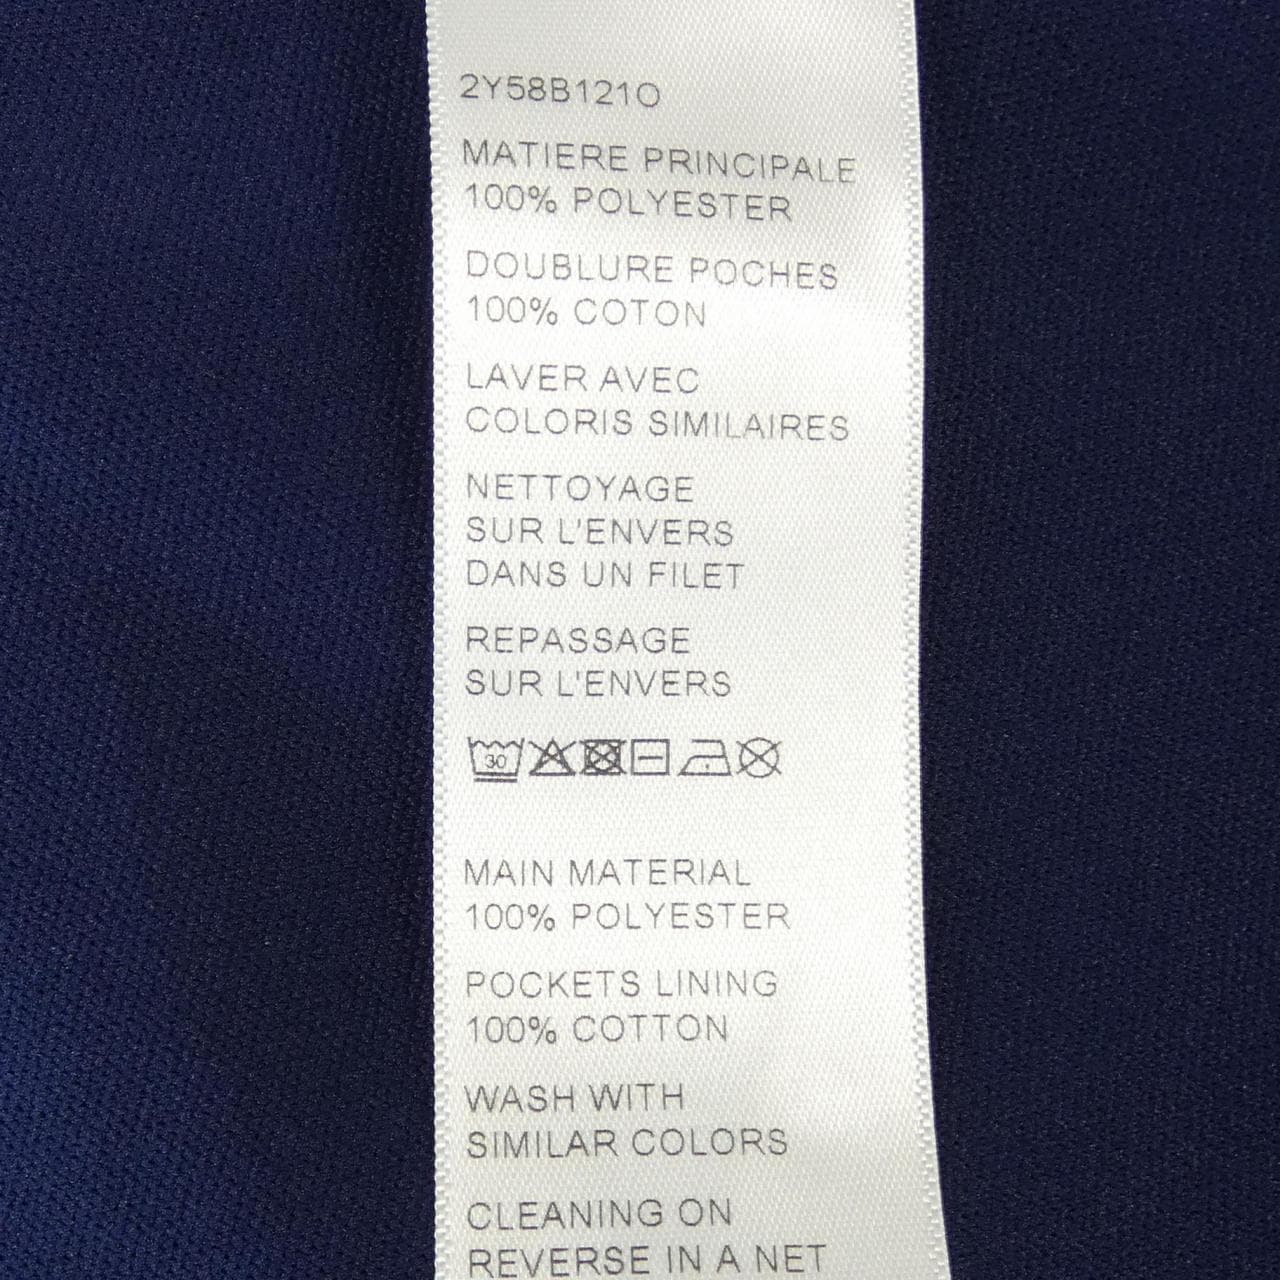 2Y58B121O
MATIERE PRINCIPALE
100% POLYESTER
DOUBLURE POCHES
100% COTON
LAVER AVEC
COLORIS SIMILAIRES
NETTOYAGE
SUR L'ENVERS
DANS UN FILET
REPASSAGE
SUR L'ENVERS
30
MAIN MATERIAL
100% POLYESTER
POCKETS LINING
100% COTTON
WASH WITH
SIMILAR COLORS
CLEANING ON
REVERSE IN A NET